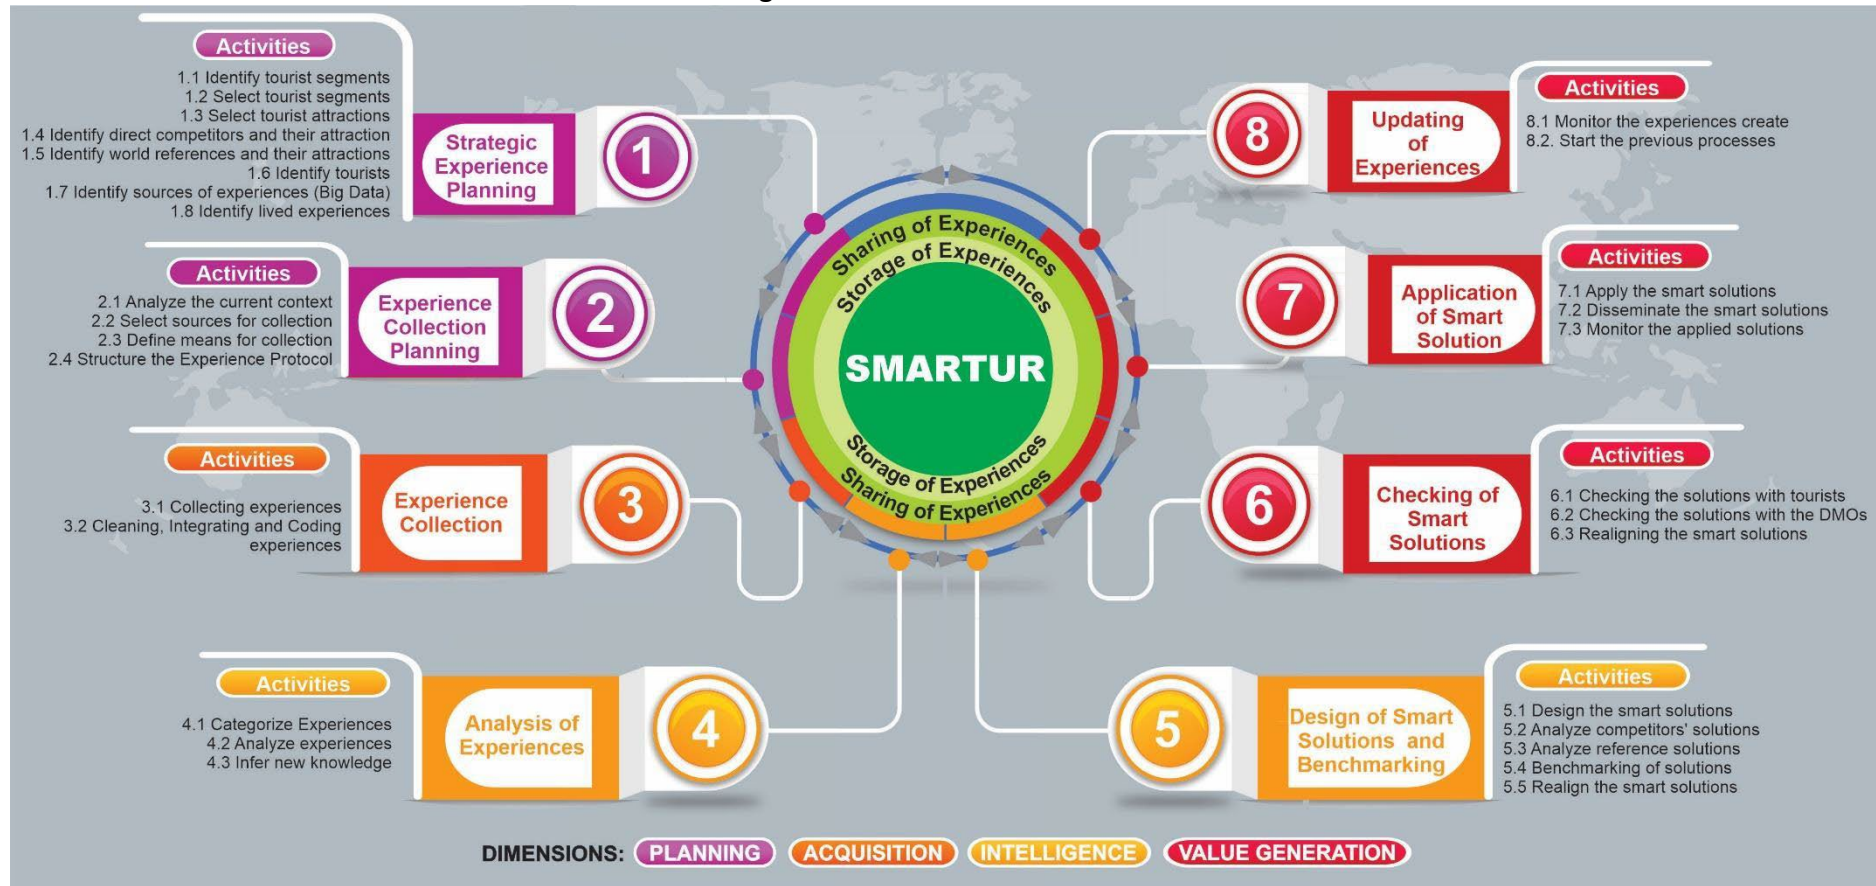 Activities
1.1 Identify tourist segments
1.2 Select tourist segments
1.3 Select tourist attractions
1.4 Identify direct competitors and their attraction
1.5 Identify world references and their attractions
1.6 Identify tourists
1.7 Identify sources of experiences (Big Data)
1.8 Identify lived experiences
Strategic
Experience
Planning
1
Activities
2.1 Analyze the current context
2.2 Select sources for collection
2.3 Define means for collection
2.4 Structure the Experience Protocol
Experience
Collection
Planning
2
Activities
3.1 Collecting experiences
3.2 Cleaning, Integrating and Coding
experiences
Experience
Collection
3
Activities
4.1 Categorize Experiences
4.2 Analyze experiences
4.3 Infer new knowledge
Analysis of
Experiences
4
Sharing of Experiences
Storage of Experiences
SMARTUR
Storage of Experiences
Sharing of Experiences
8
Updating
of
Experiences
Activities
8.1 Monitor the experiences create
8.2. Start the previous processes
7
Application
of Smart
Solution
Activities
7.1 Apply the smart solutions
7.2 Disseminate the smart solutions
7.3 Monitor the applied solutions
6
Checking of
Smart
Solutions
Activities
6.1 Checking the solutions with tourists
6.2 Checking the solutions with the DMOs
6.3 Realigning the smart solutions
5
Design of Smart
Solutions and
Benchmarking
Activities
5.1 Design the smart solutions
5.2 Analyze competitors' solutions
5.3 Analyze reference solutions
5.4 Benchmarking of solutions
5.5 Realign the smart solutions
DIMENSIONS: PLANNING ACQUISITION INTELLIGENCE VALUE GENERATION